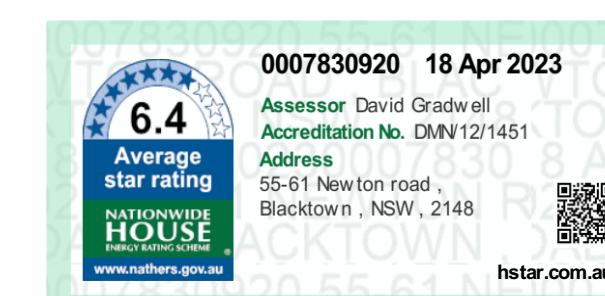 0007830920 18 Apr 2023
6.4
Average
star rating
NATIONWIDE
HOUSE
ENERGY RATING SCHEME ®
www.nathers.gov.au
Assessor David Gradwell
Accreditation No. DMN/12/1451
Address
55-61 Newton road ,
Blacktown , NSW , 2148
hstar.com.au